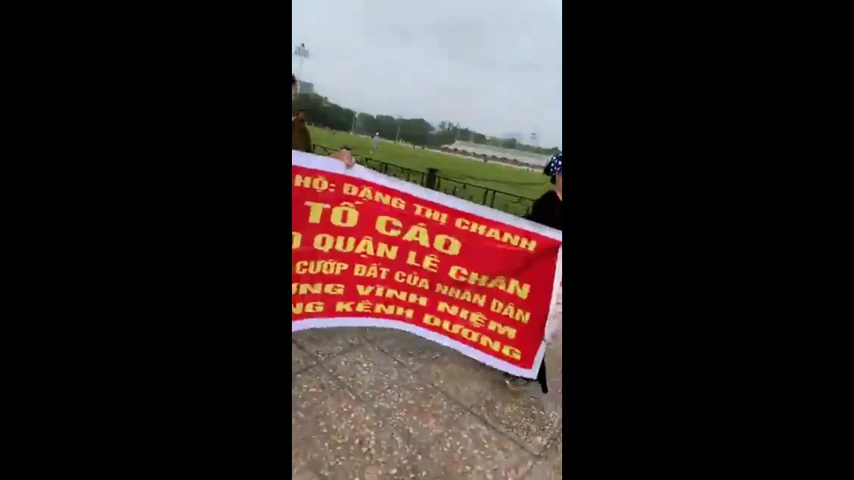 HỘ: ĐẶNG THỊ CHANH
TỐ CÁO
QUẬN LÊ CHÂN
CƯỚP ĐẤT CỦA NHÂN DÂN
VĨNH NIỆM
KÊNH DƯƠNG